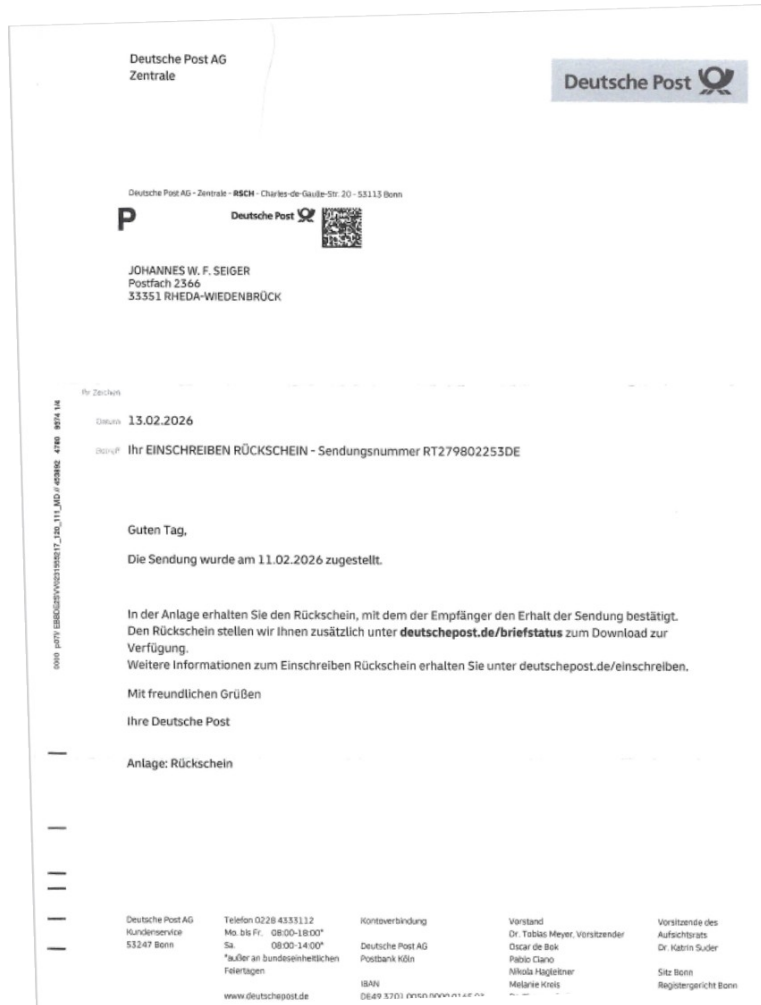 Deutsche Post AG
Zentrale
Deutsche Post
Deutsche Post AG - Zentrale - RSCH - Charles-de-Gaulle-Str. 20 - 53113 Bonn
P
Deutsche Post
JOHANNES W. F. SEIGER
Postfach 2366
33351 RHEDA-WIEDENBRÜCK
Ihr Zeichen
Datum 13.02.2026
Betreff Ihr EINSCHREIBEN RÜCKSCHEIN - Sendungsnummer RT279802253DE
Guten Tag,
Die Sendung wurde am 11.02.2026 zugestellt.
In der Anlage erhalten Sie den Rückschein, mit dem der Empfänger den Erhalt der Sendung bestätigt.
Den Rückschein stellen wir Ihnen zusätzlich unter deutschepost.de/briefstatus zum Download zur
Verfügung.
Weitere Informationen zum Einschreiben Rückschein erhalten Sie unter deutschepost.de/einschreiben.
Mit freundlichen Grüßen
Ihre Deutsche Post
Anlage: Rückschein
Deutsche Post AG
Kundenservice
53247 Bonn
Telefon 0228 4333112
Mo. bis Fr. 08:00-18:00*
Sa. 08:00-14:00*
*außer an bundeseinheitlichen
Feiertagen
www.deutschepost.de
Kontoverbindung
Deutsche Post AG
Postbank Köln
IBAN
Vorstand
Dr. Tobias Meyer, Vorsitzender
Oscar de Bok
Pablo Ciano
Nikola Hagleitner
Melanie Kreis
Vorsitzende des
Aufsichtsrats
Dr. Katrin Suder
Sitz Bonn
Registergericht Bonn